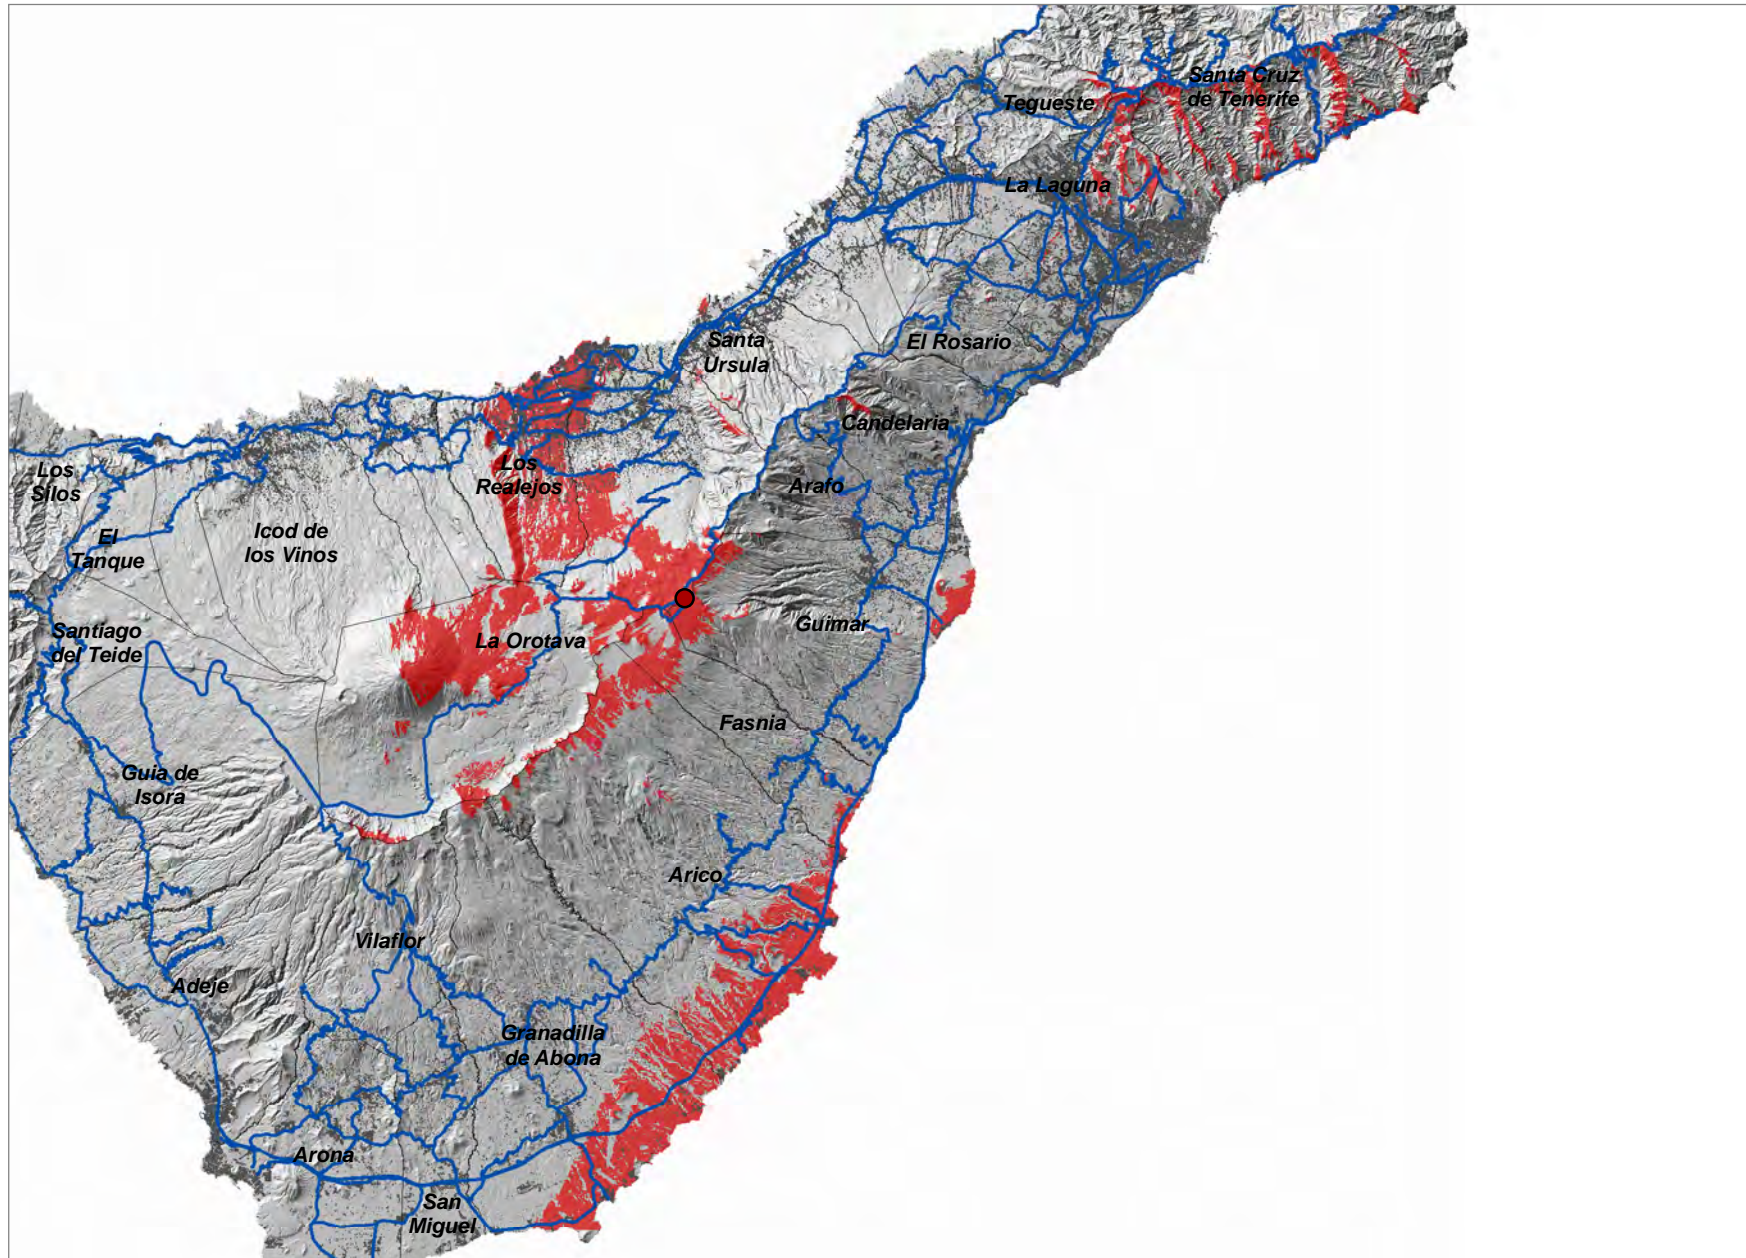 Santa Cruz
de Tenerife
Tegueste
La Laguna
Santa
Ursula
El Rosario
Candelaria
Los
Silos
Los
Realejos
Arafo
Icod de
los Vinos
El
Tanque
Santiago
del Teide
La Orotava
Guimar
Fasnia
Guia de
Isora
Arico
Vilaflor
Adeje
Granadilla
de Abona
Arona
San
Miguel